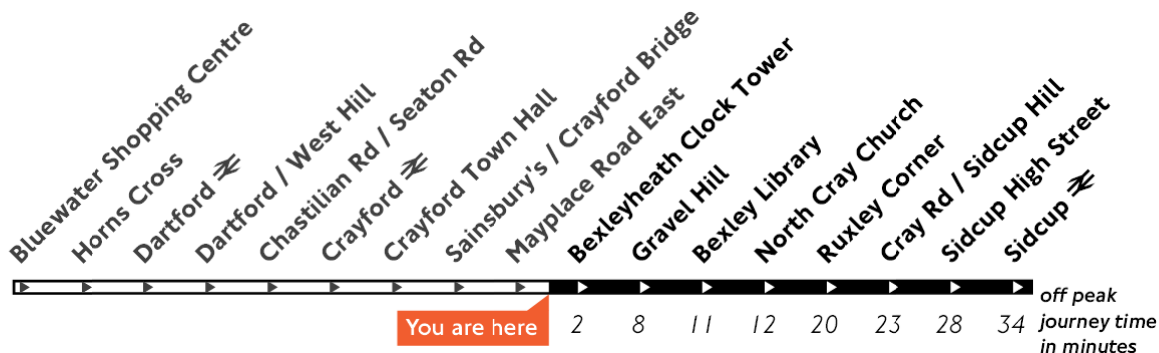 Bluewater Shopping Centre
Horns Cross
Dartford
Dartford / West Hill
Chastilian Rd / Seaton Rd
Crayford
Crayford Town Hall
Sainsbury's / Crayford Bridge
Mayplace Road East
Bexleyheath Clock Tower
Gravel Hill
Bexley Library
North Cray Church
Ruxley Corner
Cray Rd / Sidcup Hill
Sidcup High Street
Sidcup
You are here
2 8 11 12 20 23 28 34
off peak
journey time
in minutes